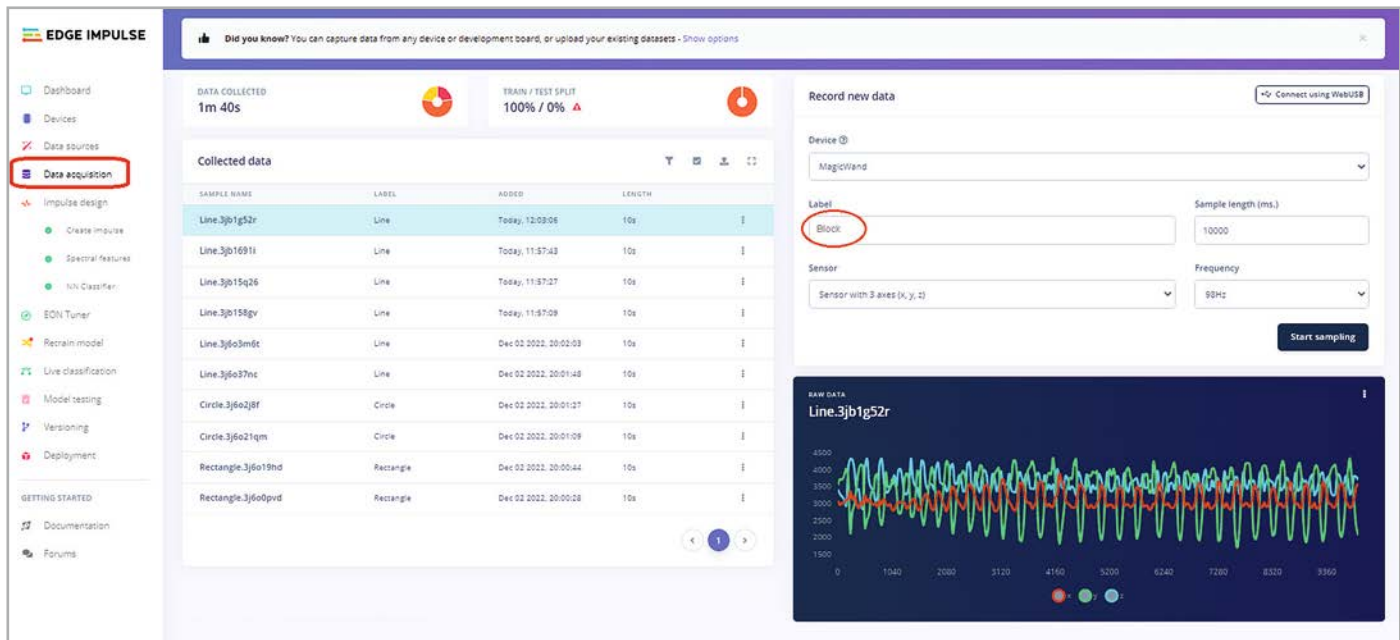 EDGE IMPULSE
Did you know? You can capture data from any device or development board, or upload your existing datasets - Show options
Dashboard
Devices
Data sources
Data acquisition
Impulse design
Create impulse
Spectral features
NN Classifier
EON Tuner
Retrain model
Live classification
Model testing
Versioning
Deployment
GETTING STARTED
Documentation
Forums
DATA COLLECTED
1m 40s
TRAIN / TEST SPLIT
100% / 0%
Collected data
SAMPLE NAME LABEL ADDED LENGTH
Line.3jb1g52r Line Today, 12:03:06 10s
Line.3jb1691i Line Today, 11:57:43 10s
Line.3jb15q26 Line Today, 11:57:27 10s
Line.3jb158gv Line Today, 11:57:09 10s
Line.3j6o3m6t Line Dec 02 2022, 20:02:03 10s
Line.3j6o37nc Line Dec 02 2022, 20:01:48 10s
Circle.3j6o2j8f Circle Dec 02 2022, 20:01:27 10s
Circle.3j6o21qm Circle Dec 02 2022, 20:01:09 10s
Rectangle.3j6o19hd Rectangle Dec 02 2022, 20:00:44 10s
Rectangle.3j6o0pvd Rectangle Dec 02 2022, 20:00:28 10s
1
Record new data
Connect using WebUSB
Device
MagicWand
Label
Block
Sample length (ms.)
10000
Sensor
Sensor with 3 axes (x, y, z)
Frequency
98Hz
Start sampling
RAW DATA
Line.3jb1g52r
4500
4000
3500
3000
2500
2000
1500
0 1040 2080 3120 4160 5200 6240 7280 8320 9360
x y z